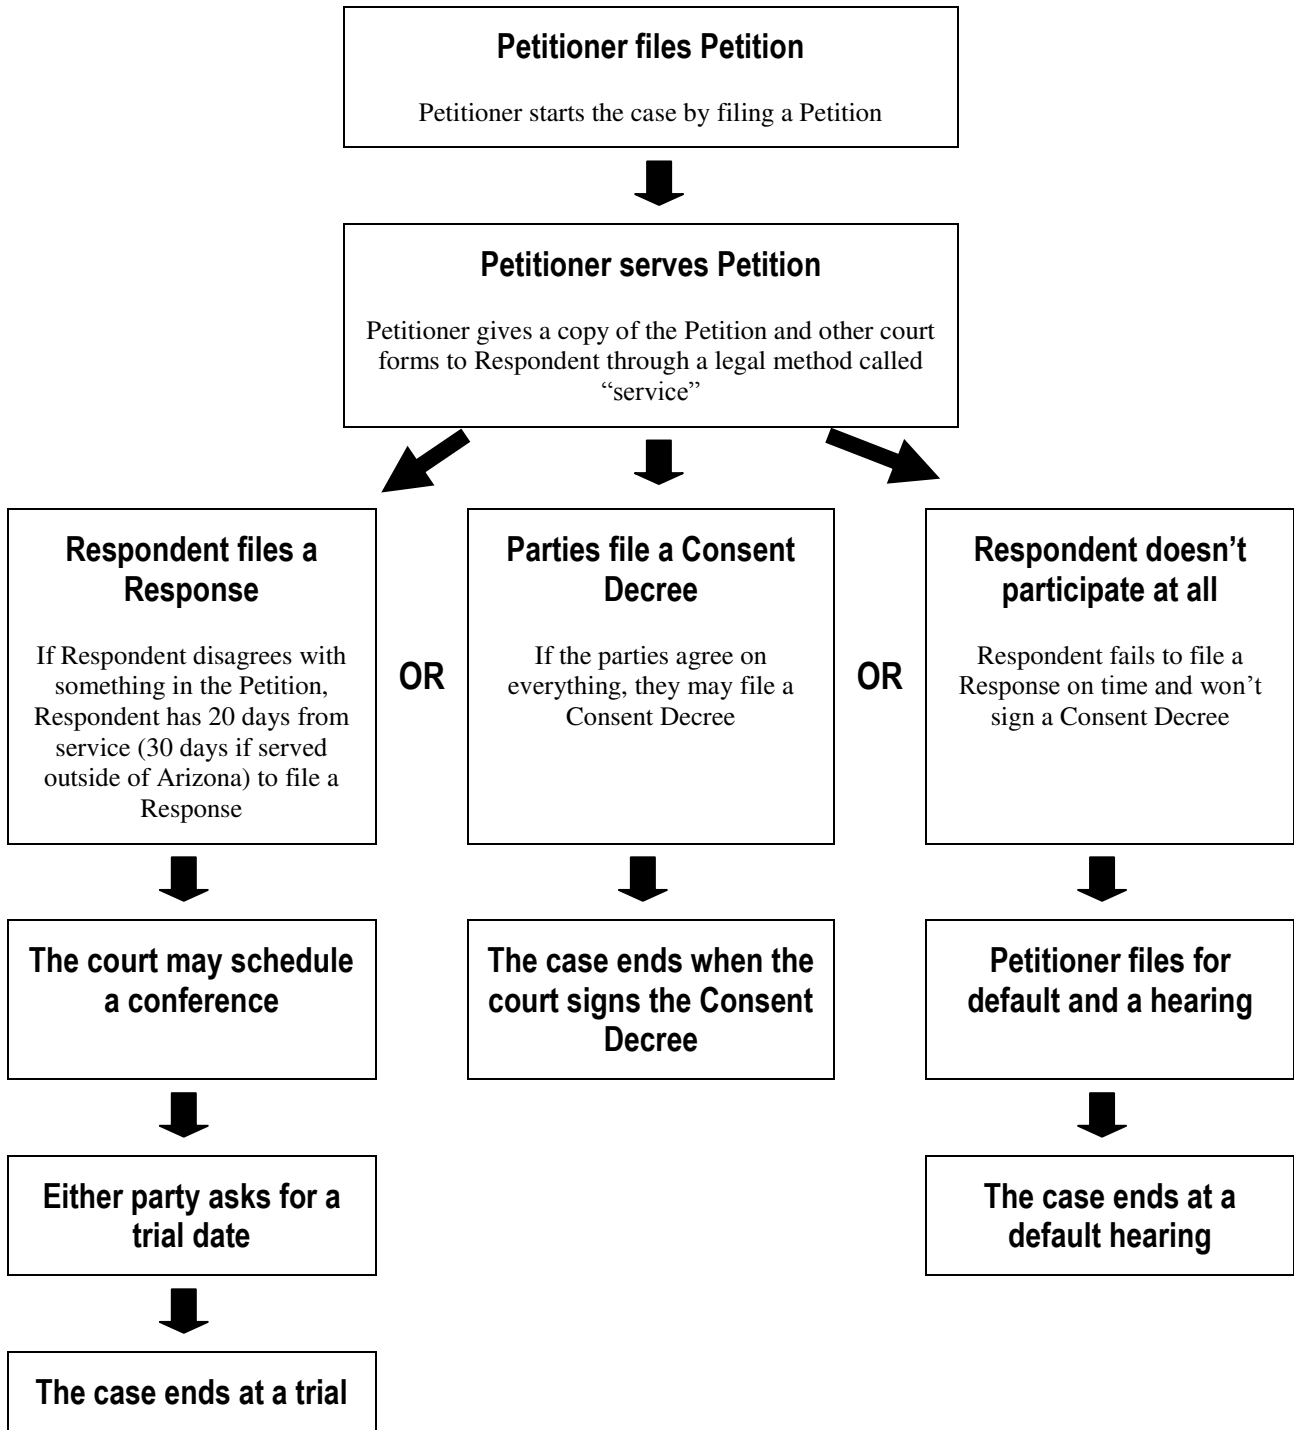 Petitioner files Petition
Petitioner starts the case by filing a Petition
Petitioner serves Petition
Petitioner gives a copy of the Petition and other court
forms to Respondent through a legal method called
“service”
Respondent files a
Response
If Respondent disagrees with
something in the Petition,
Respondent has 20 days from
service (30 days if served
outside of Arizona) to file a
Response
OR
Parties file a Consent
Decree
If the parties agree on
everything, they may file a
Consent Decree
OR
Respondent doesn’t
participate at all
Respondent fails to file a
Response on time and won’t
sign a Consent Decree
The court may schedule
a conference
The case ends when the
court signs the Consent
Decree
Petitioner files for
default and a hearing
Either party asks for a
trial date
The case ends at a
default hearing
The case ends at a trial